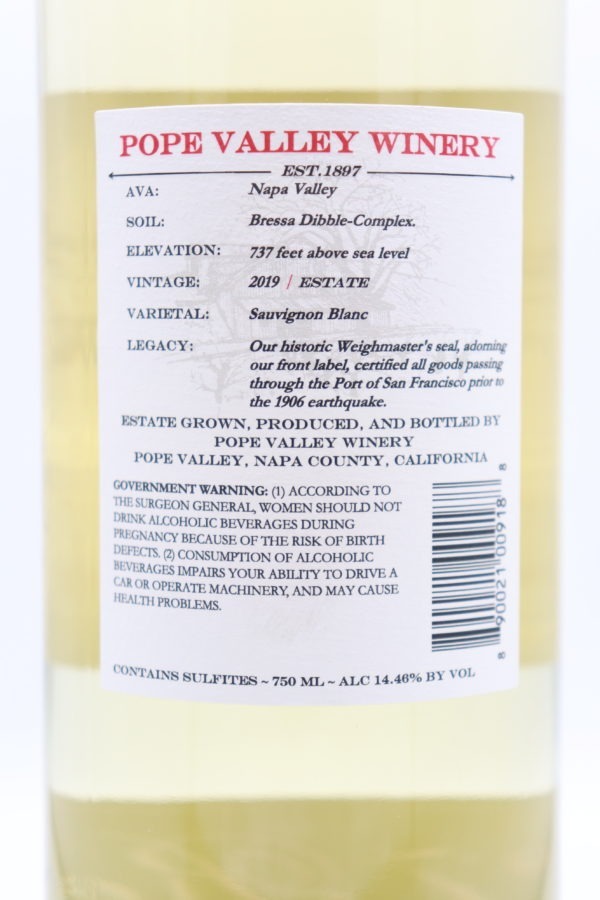 POPE VALLEY WINERY
EST.1897
AVA: Napa Valley
SOIL: Bressa Dibble-Complex.
ELEVATION: 737 feet above sea level
VINTAGE: 2019 / ESTATE
VARIETAL: Sauvignon Blanc
LEGACY: Our historic Weighmaster's seal, adorning
our front label, certified all goods passing
through the Port of San Francisco prior to
the 1906 earthquake.
ESTATE GROWN, PRODUCED, AND BOTTLED BY
POPE VALLEY WINERY
POPE VALLEY, NAPA COUNTY, CALIFORNIA
GOVERNMENT WARNING: (1) ACCORDING TO
THE SURGEON GENERAL, WOMEN SHOULD NOT
DRINK ALCOHOLIC BEVERAGES DURING
PREGNANCY BECAUSE OF THE RISK OF BIRTH
DEFECTS. (2) CONSUMPTION OF ALCOHOLIC
BEVERAGES IMPAIRS YOUR ABILITY TO DRIVE A
CAR OR OPERATE MACHINERY, AND MAY CAUSE
HEALTH PROBLEMS.
8 90021 00918 8
CONTAINS SULFITES ~ 750 ML ~ ALC 14.46% BY VOL